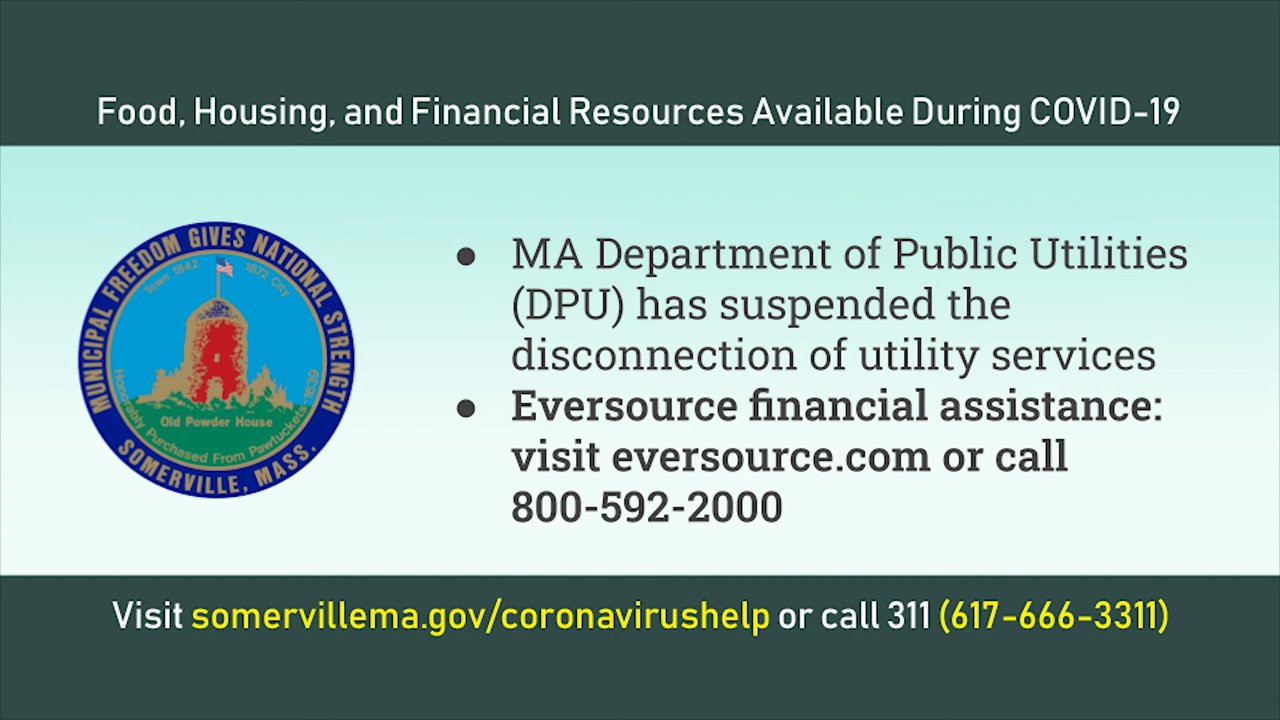 Food, Housing, and Financial Resources Available During COVID-19
MUNICIPAL FREEDOM GIVES NATIONAL STRENGTH
Town 1842
1872 City
Old Powder House
Honorably Purchased From Pawtuckets 1639
SOMERVILLE, MASS.
● MA Department of Public Utilities
(DPU) has suspended the
disconnection of utility services
● Eversource financial assistance:
visit eversource.com or call
800-592-2000
Visit somervillema.gov/coronavirushelp or call 311 (617-666-3311)